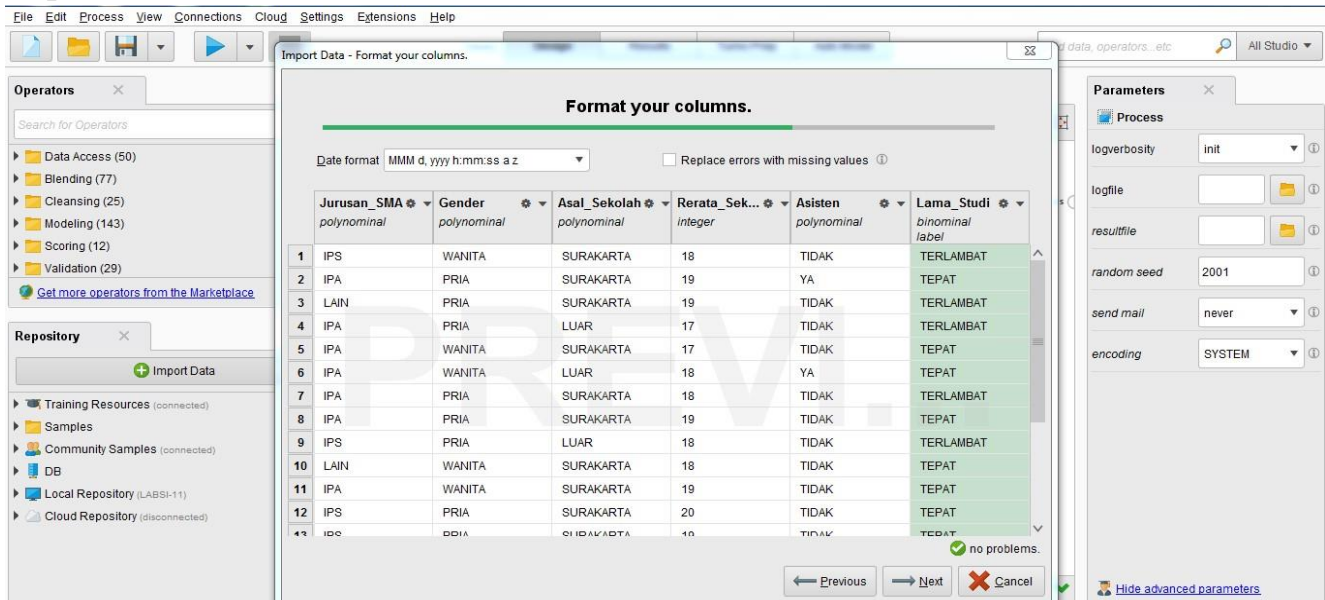 File Edit Process View Connections Cloud Settings Extensions Help
data, operators...etc
All Studio
Import Data - Format your columns.
Operators
Search for Operators
Data Access (50)
Blending (77)
Cleansing (25)
Modeling (143)
Scoring (12)
Validation (29)
Get more operators from the Marketplace
Repository
Import Data
Training Resources (connected)
Samples
Community Samples (connected)
DB
Local Repository (LABSI-11)
Cloud Repository (disconnected)
Format your columns.
Date format MMM d, yyyy h:mm:ss a z Replace errors with missing values
Jurusan_SMA Gender Asal_Sekolah Rerata_Sek... Asisten Lama_Studi
polynominal polynominal polynominal integer polynominal binominal
label
1 IPS WANITA SURAKARTA 18 TIDAK TERLAMBAT
2 IPA PRIA SURAKARTA 19 YA TEPAT
3 LAIN PRIA SURAKARTA 19 TIDAK TERLAMBAT
4 IPA PRIA LUAR 17 TIDAK TERLAMBAT
5 IPA WANITA SURAKARTA 17 TIDAK TEPAT
6 IPA WANITA LUAR 18 YA TEPAT
7 IPA PRIA SURAKARTA 18 TIDAK TERLAMBAT
8 IPA PRIA SURAKARTA 19 TIDAK TEPAT
9 IPS PRIA LUAR 18 TIDAK TERLAMBAT
10 LAIN WANITA SURAKARTA 18 TIDAK TEPAT
11 IPA WANITA SURAKARTA 19 TIDAK TEPAT
12 IPS PRIA SURAKARTA 20 TIDAK TEPAT
13 IPS PRIA SURAKARTA 19 TIDAK TEPAT
PREVI...
no problems.
Previous Next Cancel
Parameters
Process
logverbosity init
logfile
resultfile
random seed 2001
send mail never
encoding SYSTEM
Hide advanced parameters